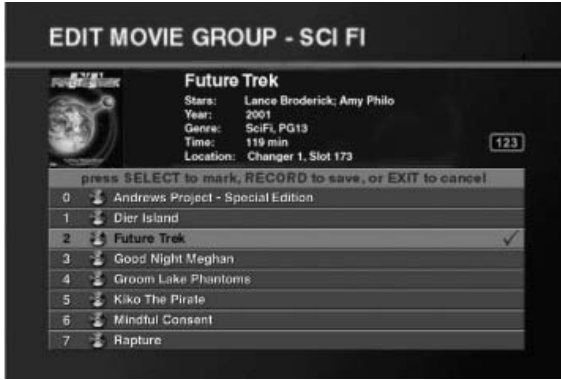 EDIT MOVIE GROUP - SCI FI
Future Trek
Stars: Lance Broderick; Amy Philo
Year: 2001
Genre: SciFi, PG13
Time: 119 min
Location: Changer 1, Slot 173
123
press SELECT to mark, RECORD to save, or EXIT to cancel
0 Andrews Project - Special Edition
1 Dier Island
2 Future Trek
3 Good Night Meghan
4 Groom Lake Phantoms
5 Kiko The Pirate
6 Mindful Consent
7 Rapture